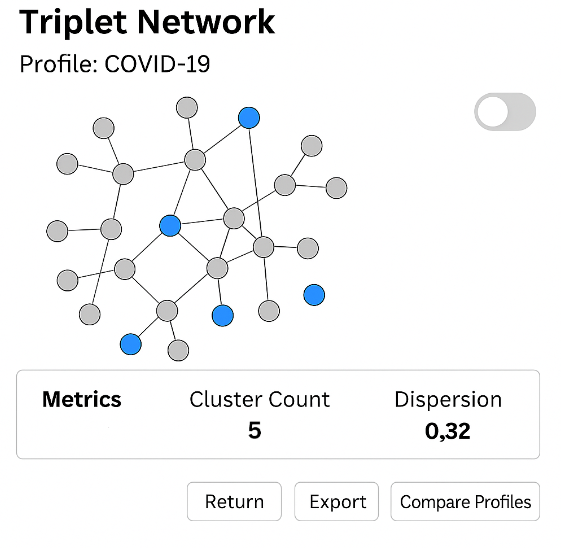 Triplet Network
Profile: COVID-19
Metrics
Cluster Count
Dispersion
5
0,32
Return
Export
Compare Profiles